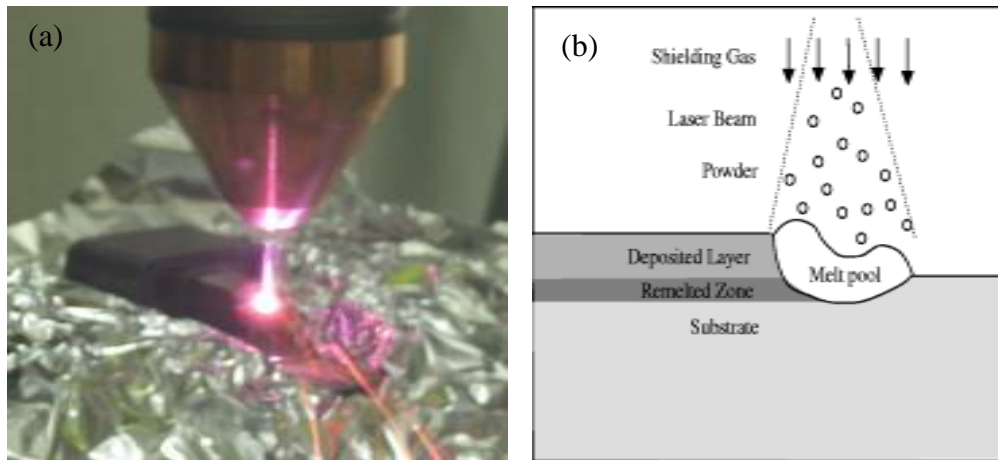 (a)
(b)
Shielding Gas
Laser Beam
Powder
Deposited Layer
Melt pool
Remelted Zone
Substrate